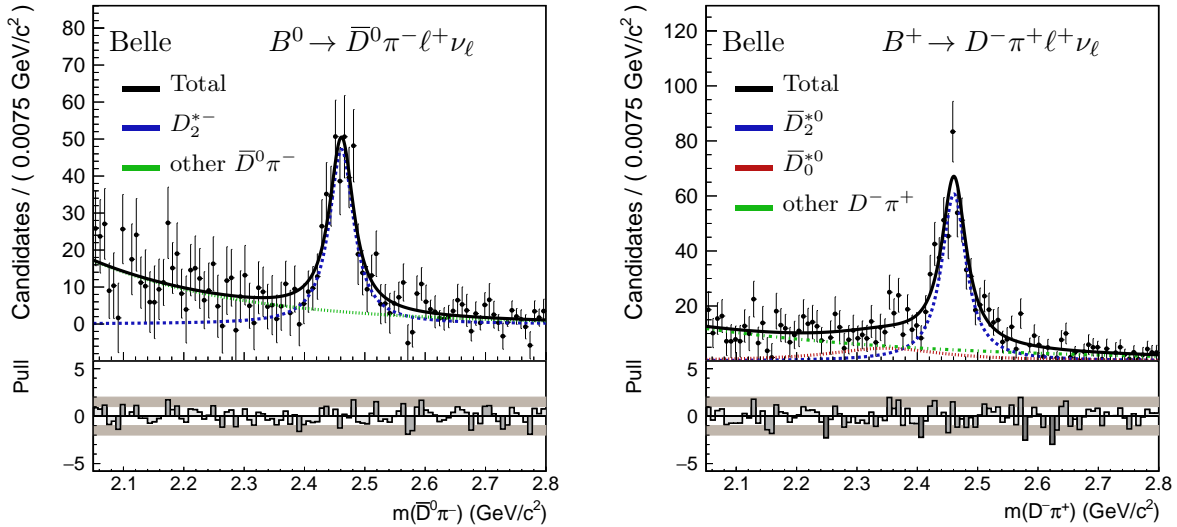 Candidates / ( 0.0075 GeV/c²)
80
70
60
50
40
30
20
10
0
Belle B⁰ → D̅⁰π⁻ℓ⁺νℓ
Total
D₂*⁻
other D̅⁰π⁻
Pull
5
0
−5
2.1 2.2 2.3 2.4 2.5 2.6 2.7 2.8
m(D̅⁰π⁻) (GeV/c²)
Candidates / ( 0.0075 GeV/c²)
120
100
80
60
40
20
Belle B⁺ → D⁻π⁺ℓ⁺νℓ
Total
D̅₂*⁰
D̅₀*⁰
other D⁻π⁺
Pull
5
0
−5
2.1 2.2 2.3 2.4 2.5 2.6 2.7 2.8
m(D⁻π⁺) (GeV/c²)